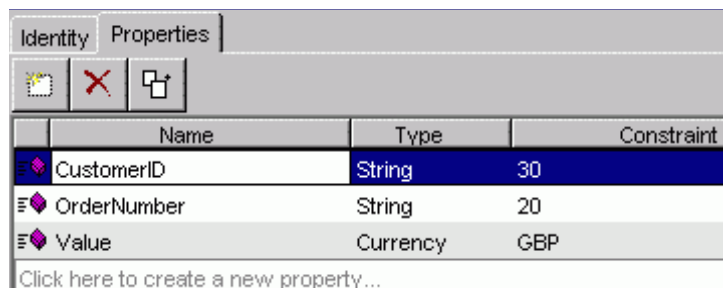 Identity Properties
Name Type Constraint
CustomerID String 30
OrderNumber String 20
Value Currency GBP
Click here to create a new property...